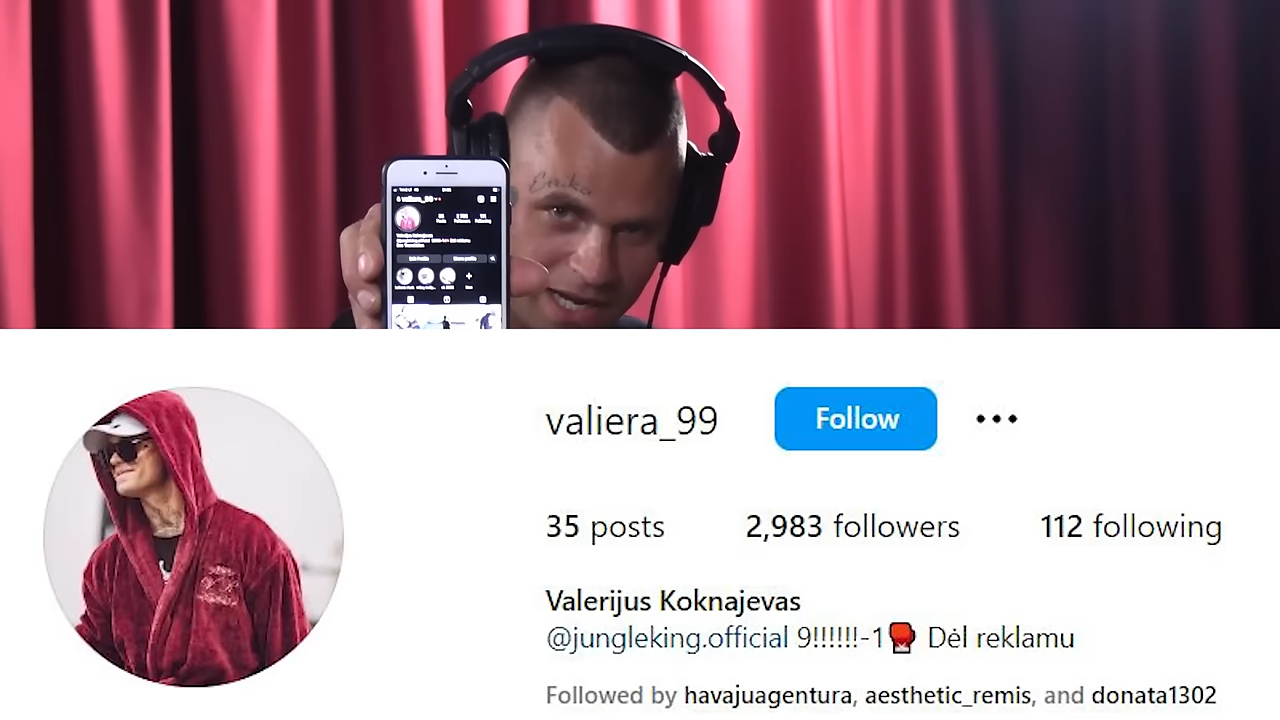 valiera_99
Follow
35 posts 2,983 followers 112 following
Valerijus Koknajevas
@jungleking.official 9!!!!!!-1🥊 Dėl reklamu
Followed by havajuagentura, aesthetic_remis, and donata1302